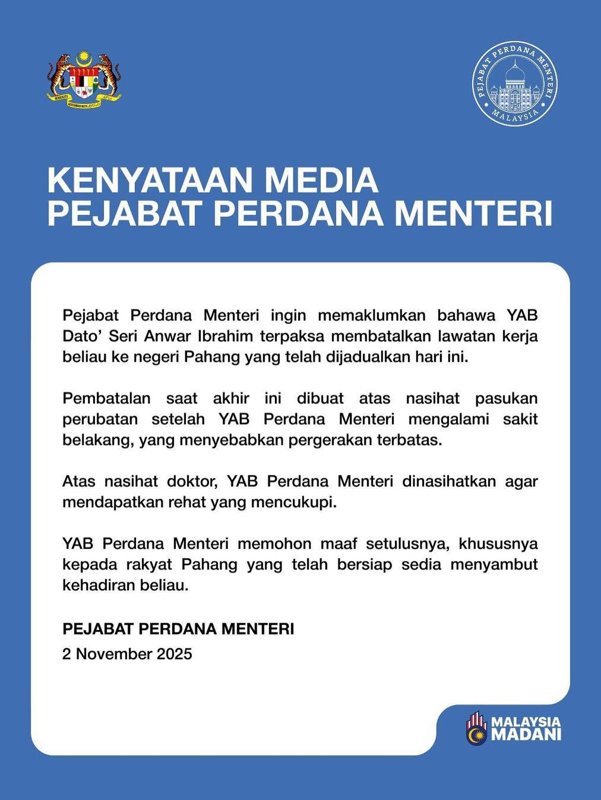 PEJABAT PERDANA MENTERI
MALAYSIA
KENYATAAN MEDIA
PEJABAT PERDANA MENTERI
Pejabat Perdana Menteri ingin memaklumkan bahawa YAB
Dato' Seri Anwar Ibrahim terpaksa membatalkan lawatan kerja
beliau ke negeri Pahang yang telah dijadualkan hari ini.
Pembatalan saat akhir ini dibuat atas nasihat pasukan
perubatan setelah YAB Perdana Menteri mengalami sakit
belakang, yang menyebabkan pergerakan terbatas.
Atas nasihat doktor, YAB Perdana Menteri dinasihatkan agar
mendapatkan rehat yang mencukupi.
YAB Perdana Menteri memohon maaf setulusnya, khususnya
kepada rakyat Pahang yang telah bersiap sedia menyambut
kehadiran beliau.
PEJABAT PERDANA MENTERI
2 November 2025
MALAYSIA
MADANI